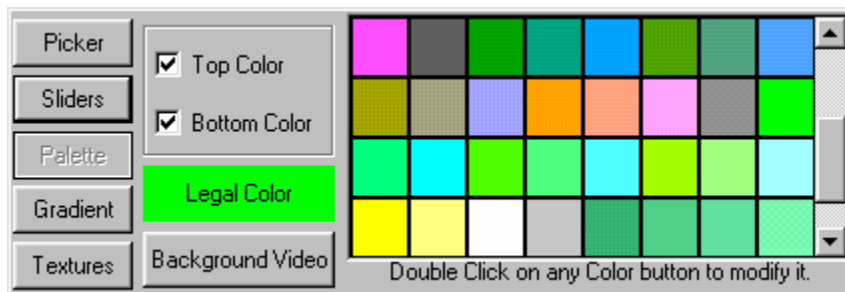 Picker
Sliders
Palette
Gradient
Textures
Top Color
Bottom Color
Legal Color
Background Video
Double Click on any Color button to modify it.